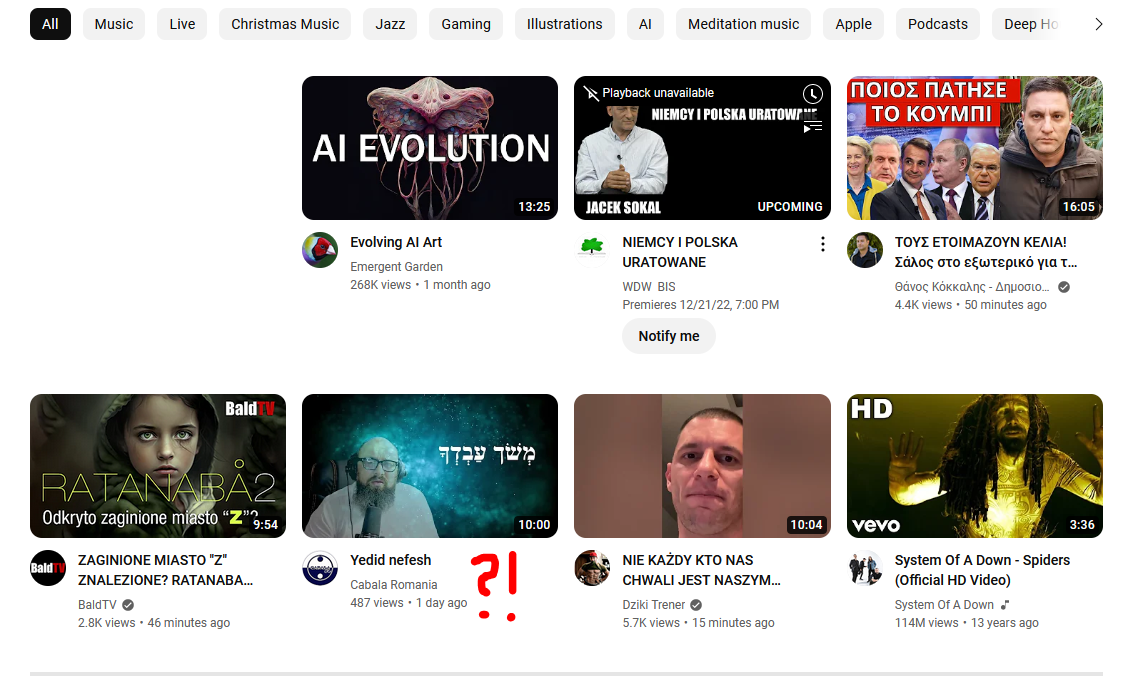 All
Music
Live
Christmas Music
Jazz
Gaming
Illustrations
AI
Meditation music
Apple
Podcasts
Deep Ho
AI EVOLUTION
13:25
Evolving AI Art
Emergent Garden
268K views • 1 month ago
Playback unavailable
NIEMCY I POLSKA URATOWANE
JACEK SOKAL
UPCOMING
NIEMCY I POLSKA
URATOWANE
WDW BIS
Premieres 12/21/22, 7:00 PM
Notify me
ΠΟΙΟΣ ΠΑΤΗΣΕ
ΤΟ ΚΟΥΜΠΙ
16:05
ΤΟΥΣ ΕΤΟΙΜΑΖΟΥΝ ΚΕΛΙΑ!
Σάλος στο εξωτερικό για τ...
Θάνος Κόκκαλης - Δημοσιο...
4.4K views • 50 minutes ago
BaldTV
RATANABÅ2
Odkryto zaginione miasto "Z"?
9:54
BaldTV
ZAGINIONE MIASTO "Z"
ZNALEZIONE? RATANABA...
BaldTV
2.8K views • 46 minutes ago
מְשֹׁךְ עַבְדְּךָ
10:00
Yedid nefesh
Cabala Romania
487 views • 1 day ago
?!
10:04
NIE KAŻDY KTO NAS
CHWALI JEST NASZYM...
Dziki Trener
5.7K views • 15 minutes ago
HD
vevo
3:36
System Of A Down - Spiders
(Official HD Video)
System Of A Down
114M views • 13 years ago